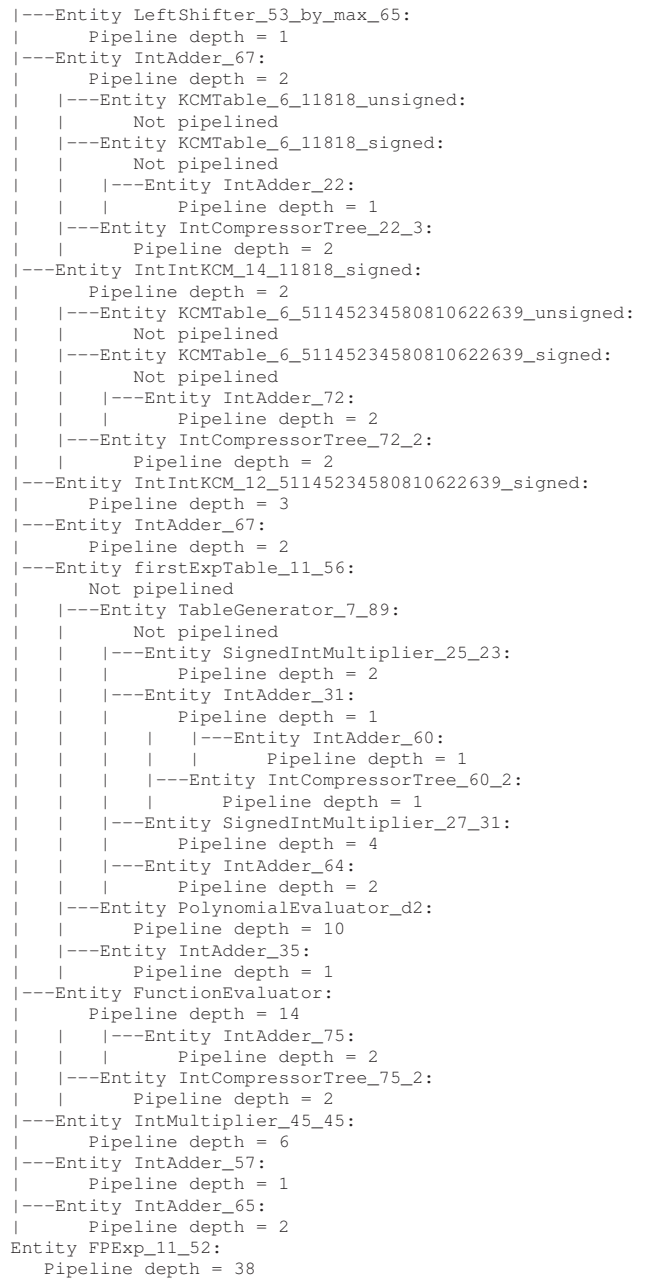 |---Entity LeftShifter_53_by_max_65:
|      Pipeline depth = 1
|---Entity IntAdder_67:
|      Pipeline depth = 2
|   |---Entity KCMTable_6_11818_unsigned:
|   |      Not pipelined
|   |---Entity KCMTable_6_11818_signed:
|   |      Not pipelined
|   |   |---Entity IntAdder_22:
|   |   |      Pipeline depth = 1
|   |---Entity IntCompressorTree_22_3:
|   |      Pipeline depth = 2
|---Entity IntIntKCM_14_11818_signed:
|      Pipeline depth = 2
|   |---Entity KCMTable_6_51145234580810622639_unsigned:
|   |      Not pipelined
|   |---Entity KCMTable_6_51145234580810622639_signed:
|   |      Not pipelined
|   |   |---Entity IntAdder_72:
|   |   |      Pipeline depth = 2
|   |---Entity IntCompressorTree_72_2:
|   |      Pipeline depth = 2
|---Entity IntIntKCM_12_51145234580810622639_signed:
|      Pipeline depth = 3
|---Entity IntAdder_67:
|      Pipeline depth = 2
|---Entity firstExpTable_11_56:
|      Not pipelined
|   |---Entity TableGenerator_7_89:
|   |      Not pipelined
|   |   |---Entity SignedIntMultiplier_25_23:
|   |   |      Pipeline depth = 2
|   |   |---Entity IntAdder_31:
|   |   |      Pipeline depth = 1
|   |   |   |   |---Entity IntAdder_60:
|   |   |   |   |      Pipeline depth = 1
|   |   |   |---Entity IntCompressorTree_60_2:
|   |   |   |      Pipeline depth = 1
|   |   |---Entity SignedIntMultiplier_27_31:
|   |   |      Pipeline depth = 4
|   |   |---Entity IntAdder_64:
|   |   |      Pipeline depth = 2
|   |---Entity PolynomialEvaluator_d2:
|   |      Pipeline depth = 10
|   |---Entity IntAdder_35:
|   |      Pipeline depth = 1
|---Entity FunctionEvaluator:
|      Pipeline depth = 14
|   |   |---Entity IntAdder_75:
|   |   |      Pipeline depth = 2
|   |---Entity IntCompressorTree_75_2:
|   |      Pipeline depth = 2
|---Entity IntMultiplier_45_45:
|      Pipeline depth = 6
|---Entity IntAdder_57:
|      Pipeline depth = 1
|---Entity IntAdder_65:
|      Pipeline depth = 2
Entity FPExp_11_52:
   Pipeline depth = 38